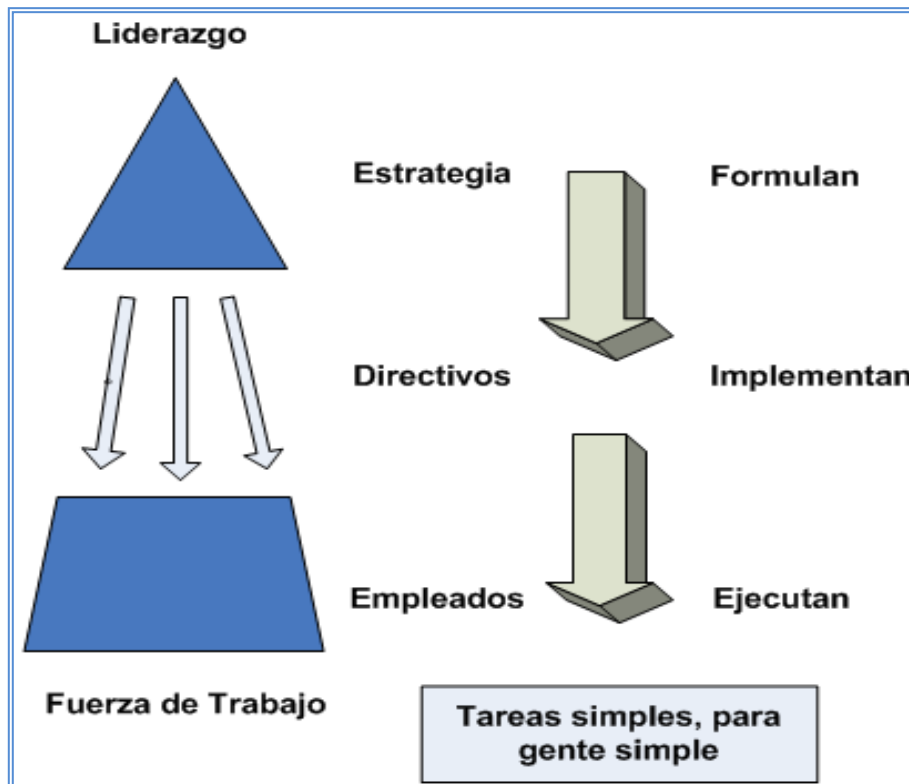 Liderazgo
Estrategia
Formulan
Directivos
Implementan
Empleados
Ejecutan
Fuerza de Trabajo
Tareas simples, para
gente simple